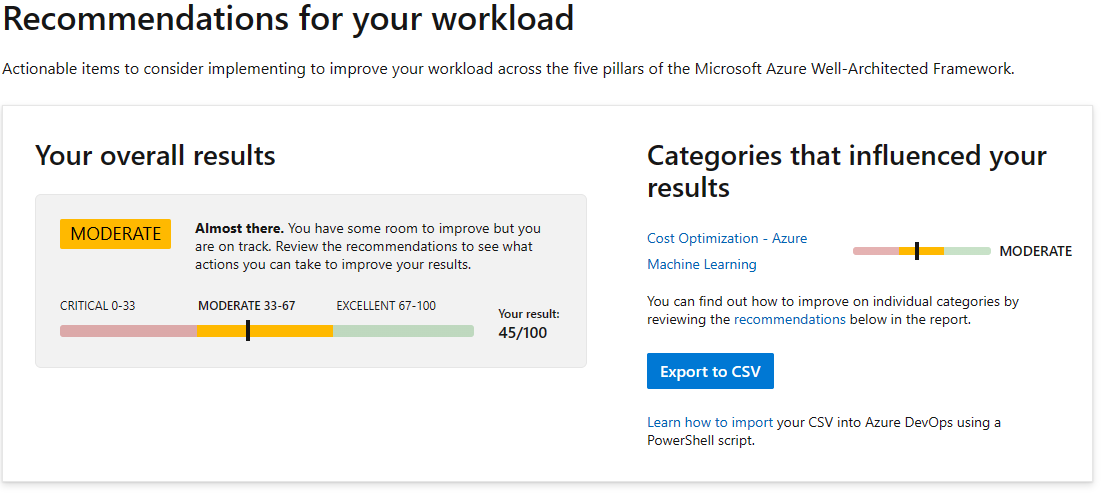 Recommendations for your workload
Actionable items to consider implementing to improve your workload across the five pillars of the Microsoft Azure Well-Architected Framework.
Your overall results
MODERATE
Almost there. You have some room to improve but you
are on track. Review the recommendations to see what
actions you can take to improve your results.
CRITICAL 0-33
MODERATE 33-67
EXCELLENT 67-100
Your result:
45/100
Categories that influenced your
results
Cost Optimization - Azure
Machine Learning
MODERATE
You can find out how to improve on individual categories by
reviewing the recommendations below in the report.
Export to CSV
Learn how to import your CSV into Azure DevOps using a
PowerShell script.